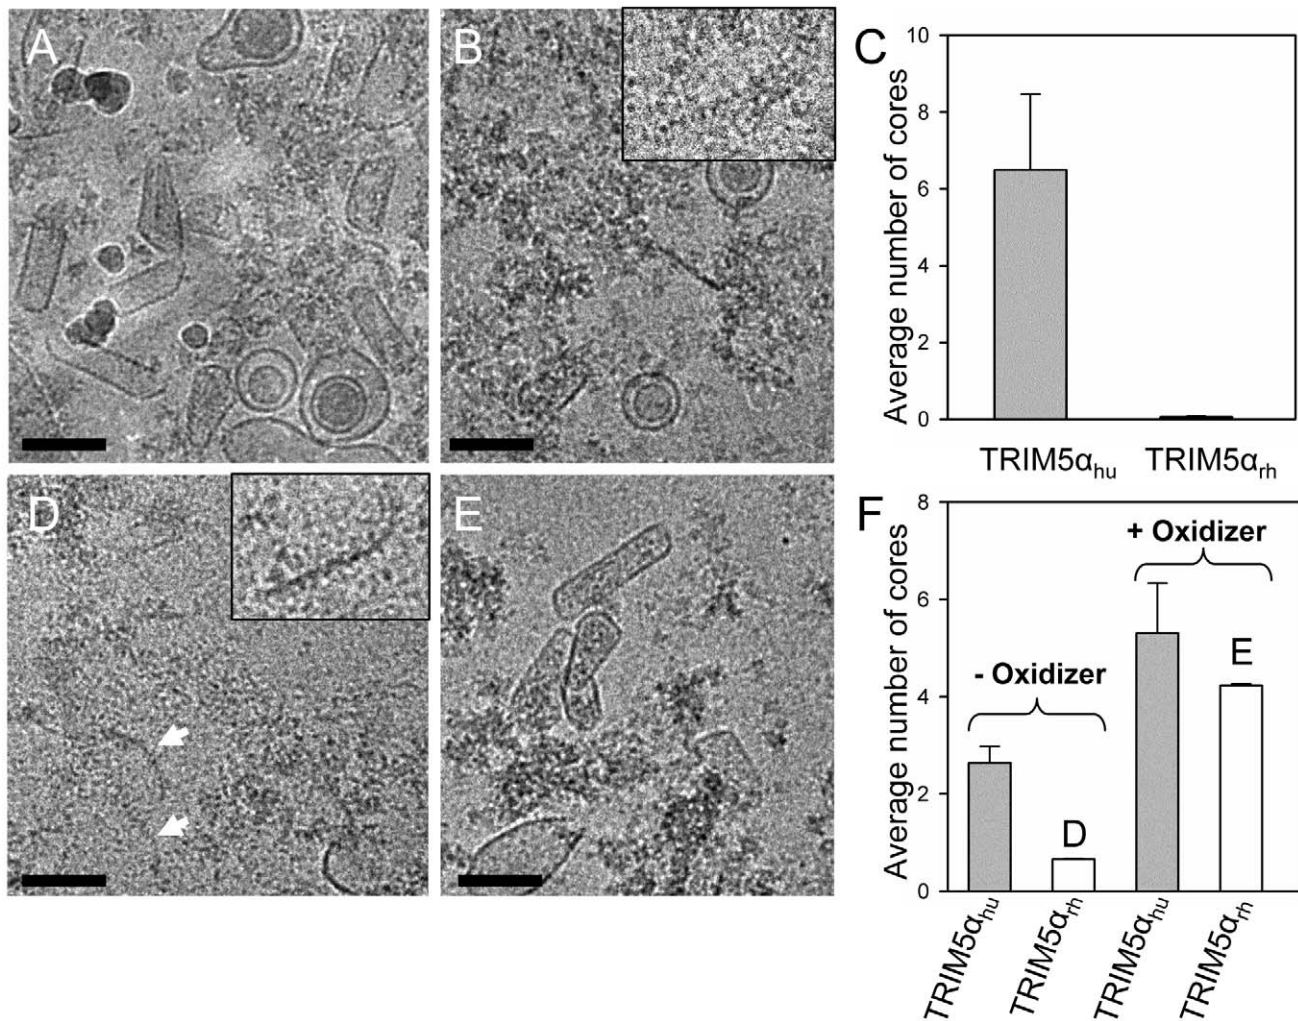 A
B
C
Average number of cores
10
8
6
4
2
0
TRIM5α_hu
TRIM5α_rh
D
E
F
Average number of cores
8
6
4
2
0
- Oxidizer
+ Oxidizer
D
E
TRIM5α_hu
TRIM5α_rh
TRIM5α_hu
TRIM5α_rh